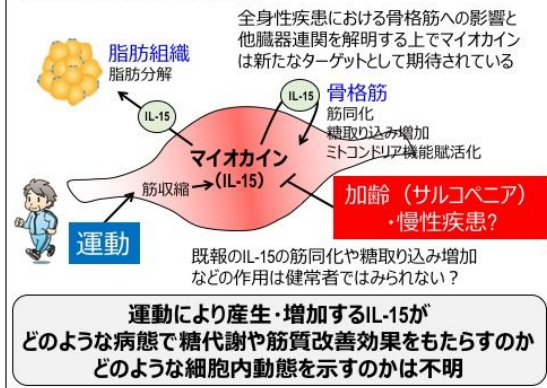 全身性疾患における骨格筋への影響と
他臓器連関を解明する上でマイオカイン
は新たなターゲットとして期待されている
脂肪組織
脂肪分解
IL-15
IL-15
骨格筋
筋同化
糖取り込み増加
ミトコンドリア機能賦活化
マイオカイン
(IL-15)
筋収縮
運動
加齢（サルコペニア）
・慢性疾患?
既報のIL-15の筋同化や糖取り込み増加
などの作用は健常者ではみられない？
運動により産生・増加するIL-15が
どのような病態で糖代謝や筋質改善効果をもたらすのか
どのような細胞内動態を示すのかは不明